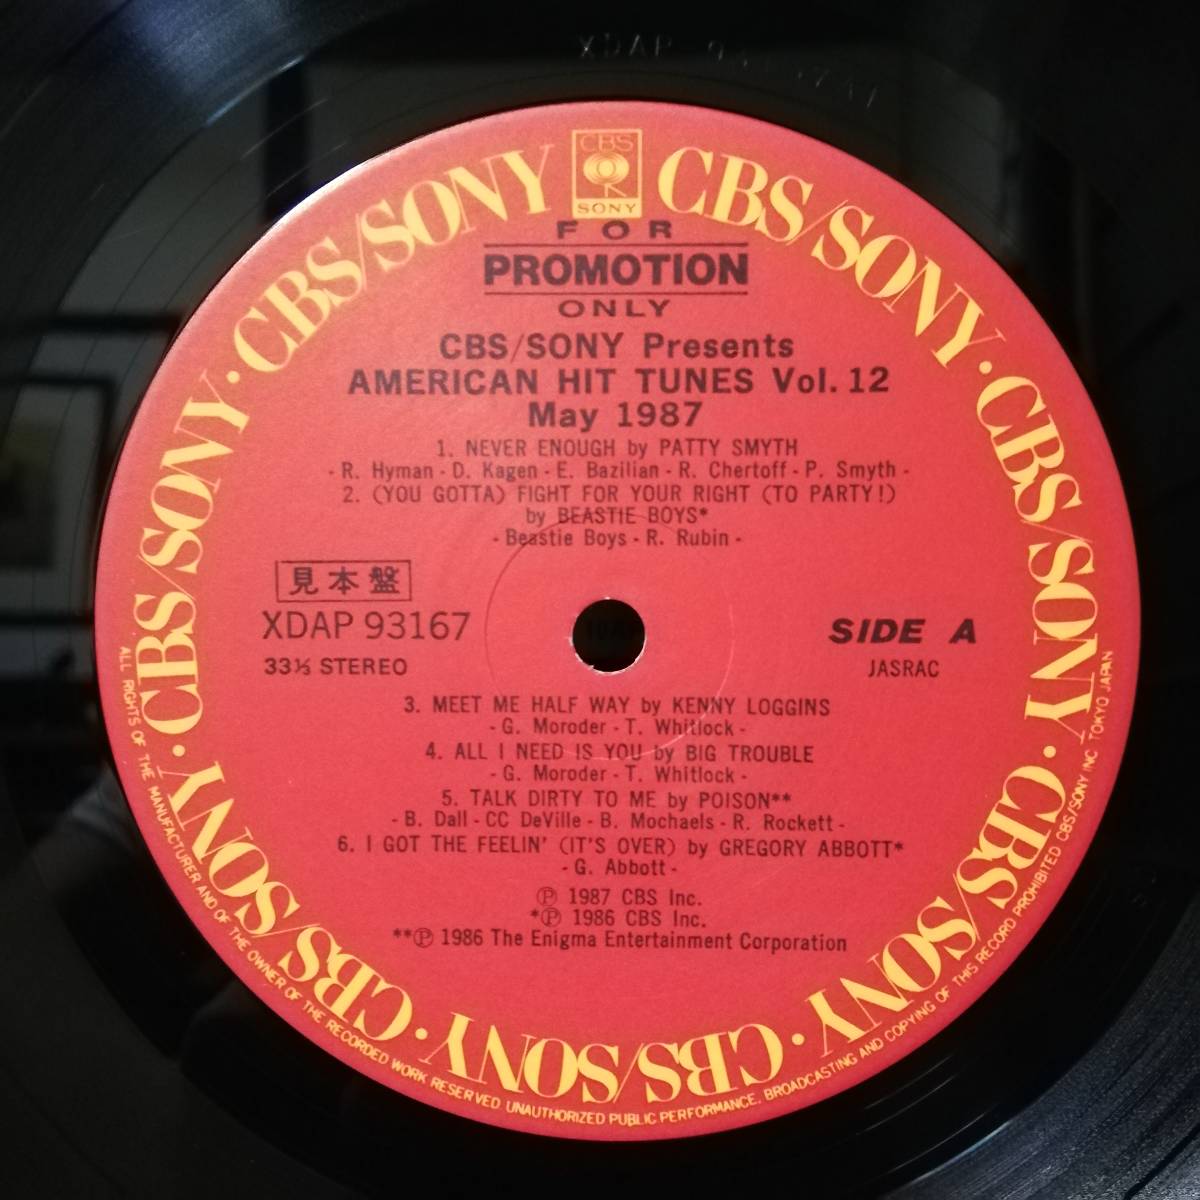 XDAP
CBS/SONY · CBS/SONY · CBS/SONY · CBS/SONY · CBS/SONY · CBS/SONY · CBS/SONY · CBS/SONY · CBS/SONY
CBS
SONY
FOR
PROMOTION
ONLY
CBS/SONY Presents
AMERICAN HIT TUNES Vol. 12
May 1987
1. NEVER ENOUGH by PATTY SMYTH
- R. Hyman - D. Kagen - E. Bazilian - R. Chertoff - P. Smyth -
2. (YOU GOTTA) FIGHT FOR YOUR RIGHT (TO PARTY!)
by BEASTIE BOYS*
- Beastie Boys - R. Rubin -
見本盤
XDAP 93167
33⅓ STEREO
SIDE A
JASRAC
3. MEET ME HALF WAY by KENNY LOGGINS
- G. Moroder - T. Whitlock -
4. ALL I NEED IS YOU by BIG TROUBLE
- G. Moroder - T. Whitlock -
5. TALK DIRTY TO ME by POISON**
- B. Dall - CC DeVille - B. Mochaels - R. Rockett -
6. I GOT THE FEELIN' (IT'S OVER) by GREGORY ABBOTT*
- G. Abbott -
Ⓟ 1987 CBS Inc.
*Ⓟ 1986 CBS Inc.
**Ⓟ 1986 The Enigma Entertainment Corporation
ALL RIGHTS OF THE MANUFACTURER AND OF THE OWNER OF THE RECORDED WORK RESERVED UNAUTHORIZED PUBLIC PERFORMANCE, BROADCASTING AND COPYING OF THIS RECORD PROHIBITED CBS/SONY INC TOKYO JAPAN